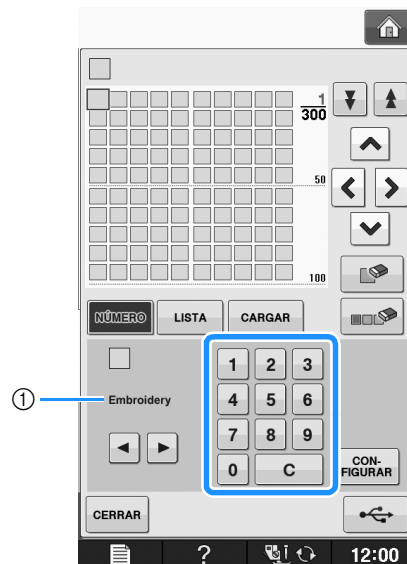 1
300
50
100
NÚMERO LISTA CARGAR
1 2 3
① Embroidery
4 5 6
7 8 9
0 C
CON-
FIGURAR
CERRAR
? 12:00